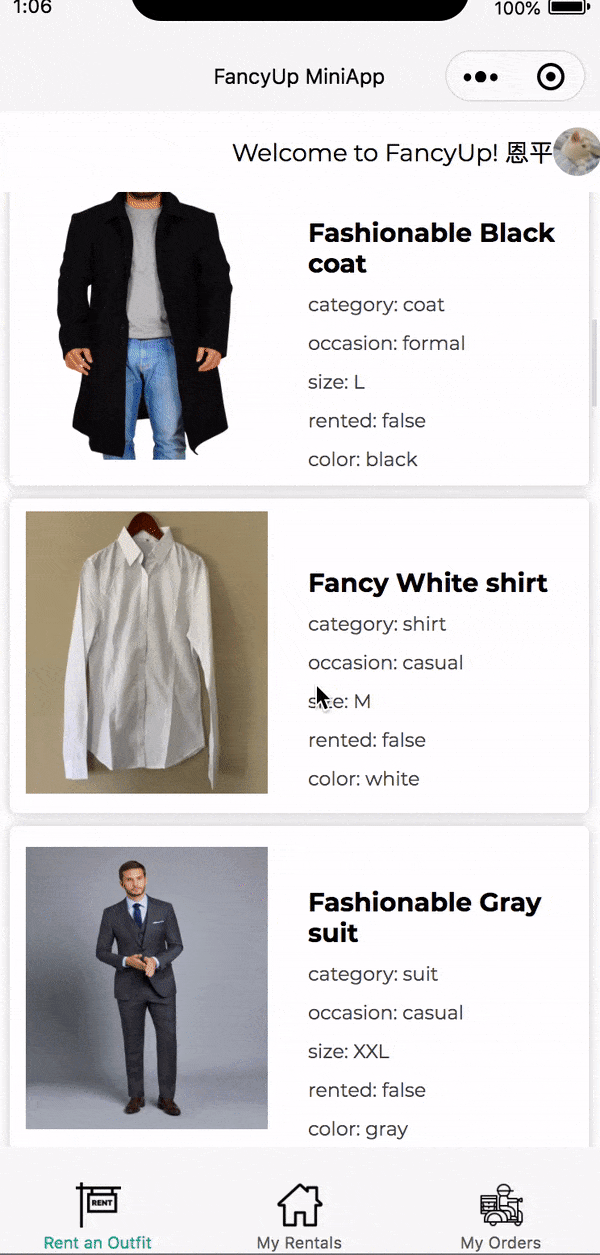 1:06
100%
FancyUp MiniApp
Welcome to FancyUp! 恩平
Fashionable Black
coat
category: coat
occasion: formal
size: L
rented: false
color: black
Fancy White shirt
category: shirt
occasion: casual
size: M
rented: false
color: white
Fashionable Gray
suit
category: suit
occasion: casual
size: XXL
rented: false
color: gray
RENT
Rent an Outfit
My Rentals
My Orders